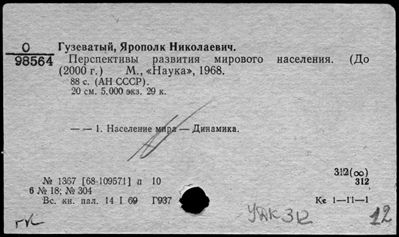 О
98564
Гузеватый, Ярополк Николаевич.
Перспективы развития мирового населения. (До
(2000 г.) М., «Наука», 1968.
88 с. (АН СССР).
20 см. 5.000 экз. 29 к.
— — 1. Население мира — Динамика.
№ 1367 [68-109571] п 10
6 № 18; № 304
Вс. кн. пал. 14 I 69 Г937
312(∞)
312
Кс 1—11—1
УДК 312
12